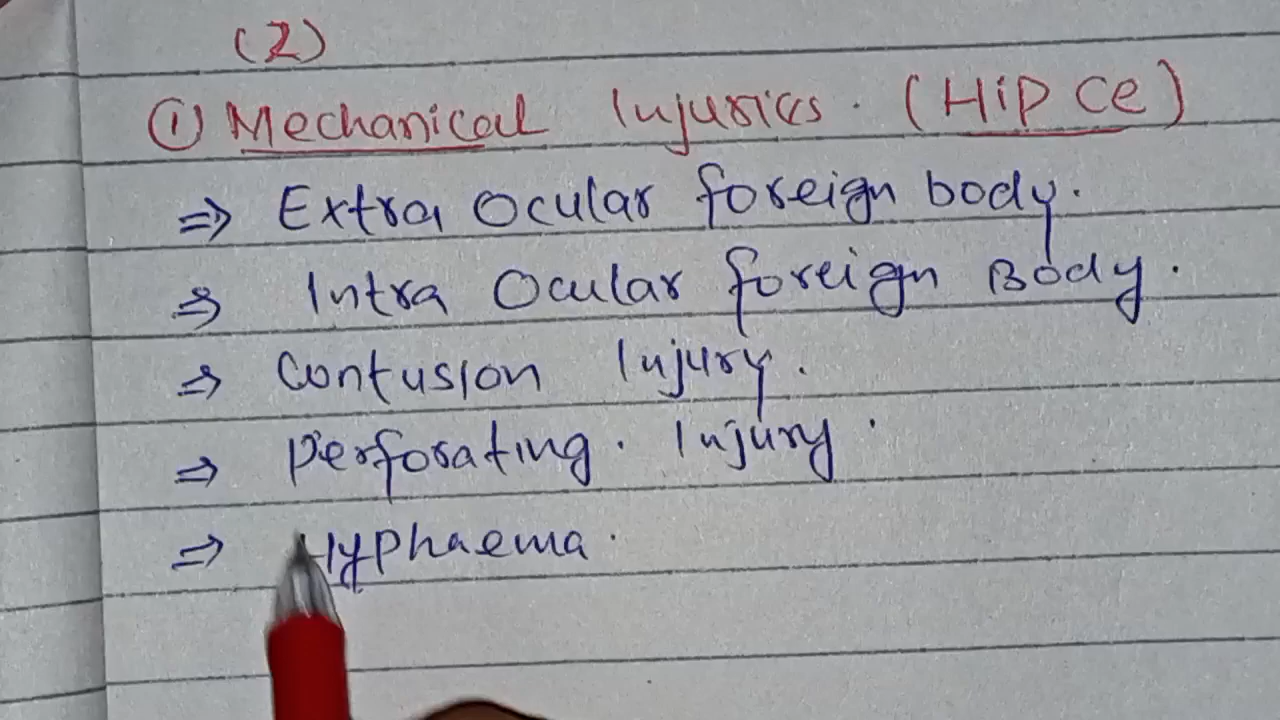 (2)
① Mechanical Injuries. (HiP CE)
⇒ Extra Ocular foreign body.
⇒ Intra Ocular foreign Body.
⇒ Contusion Injury.
⇒ Perforating. Injury.
⇒ Hyphaema.